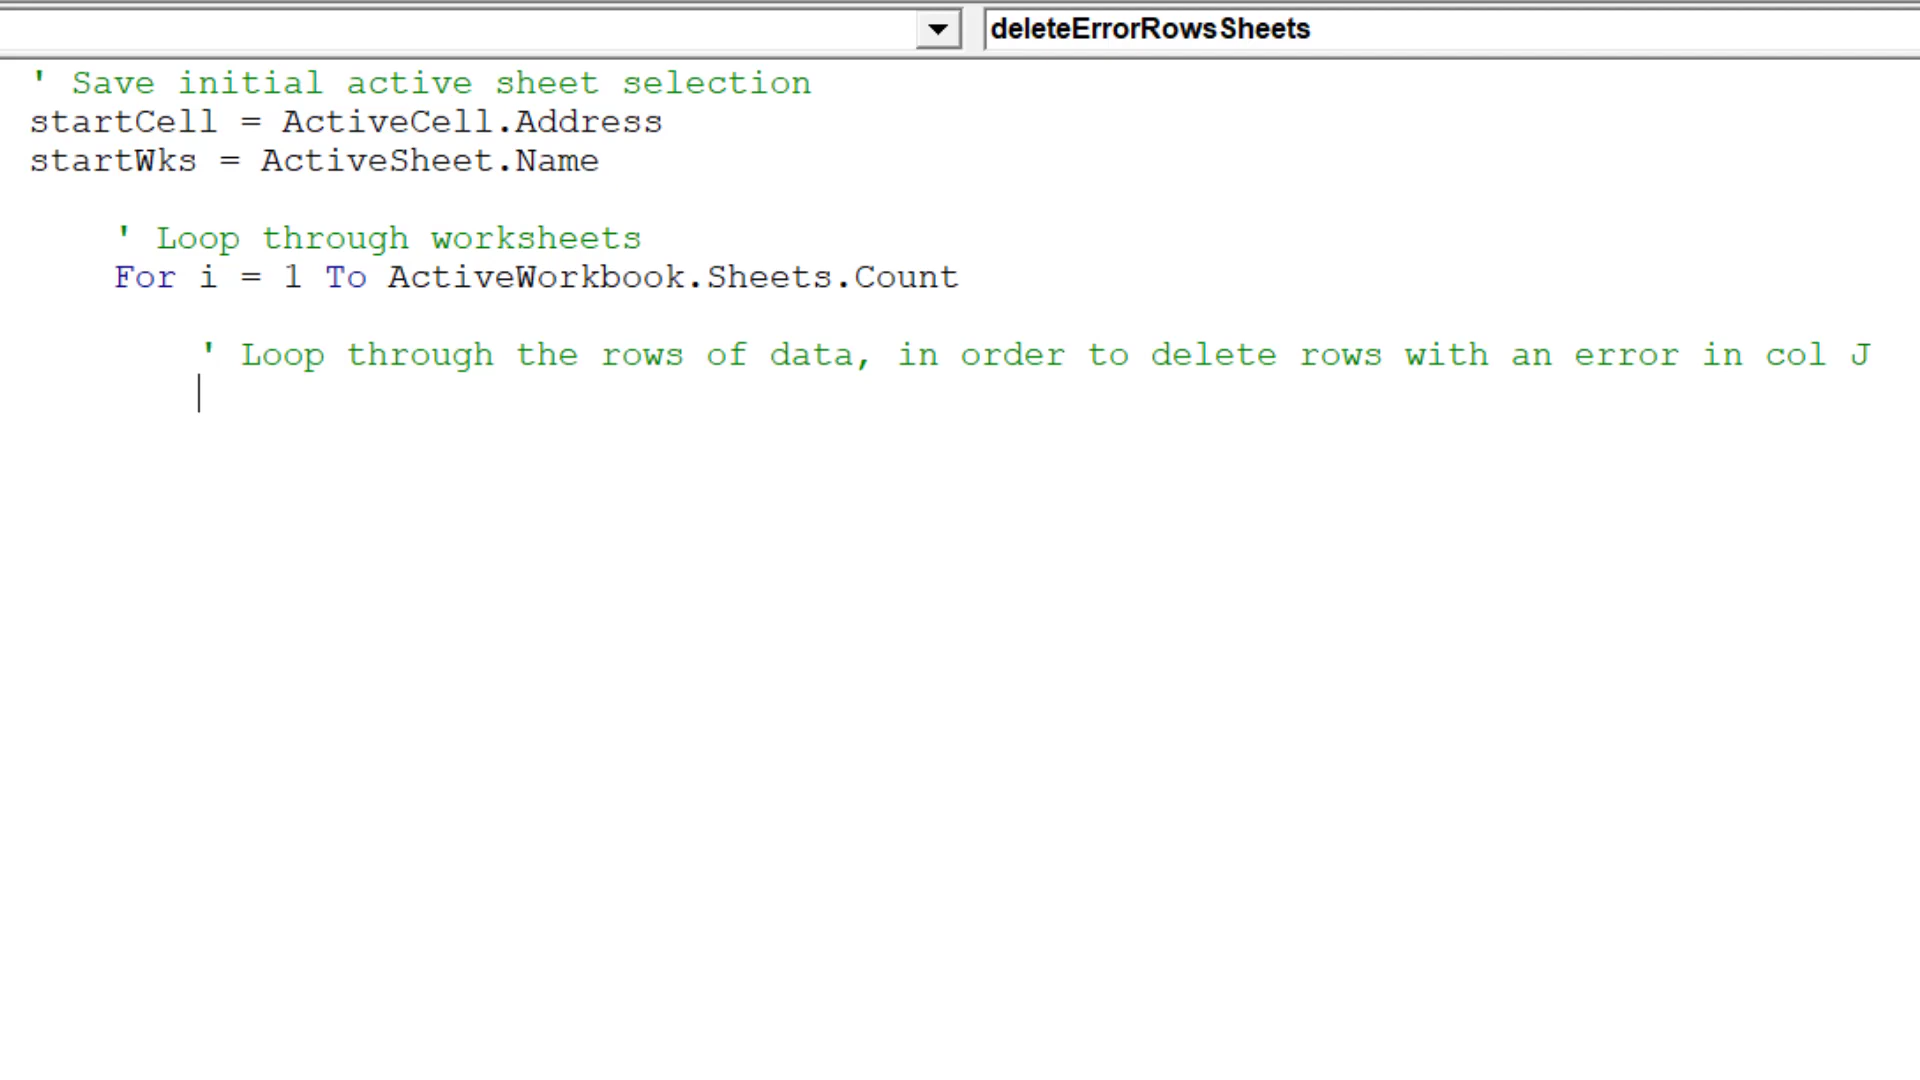 deleteErrorRowsSheets
' Save initial active sheet selection
startCell = ActiveCell.Address
startWks = ActiveSheet.Name
' Loop through worksheets
For i = 1 To ActiveWorkbook.Sheets.Count
' Loop through the rows of data, in order to delete rows with an error in col J